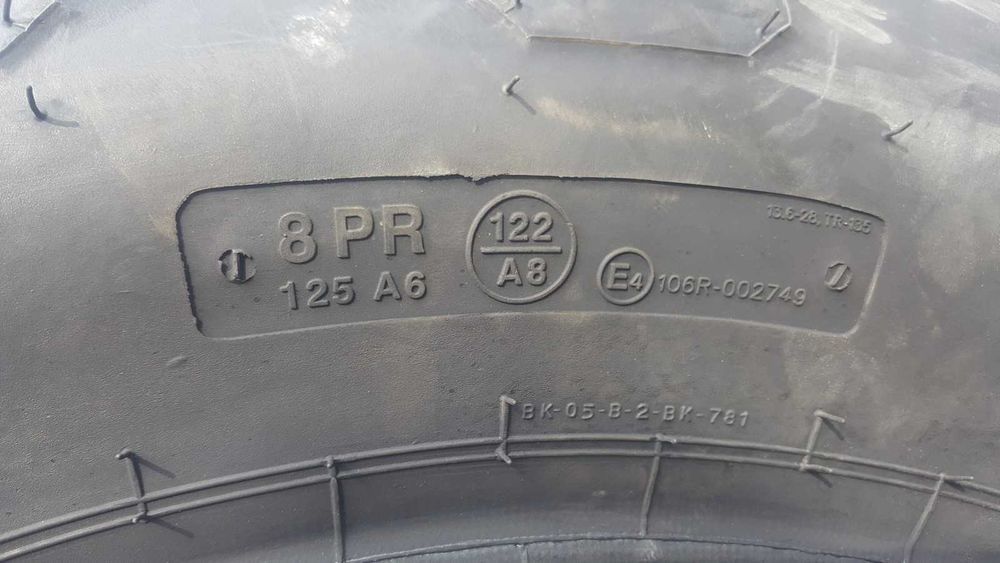 13.6-28, TR-135
8 PR
125 A6
122
A8
E4 106R-002749
BK-05-B-2-BK-781